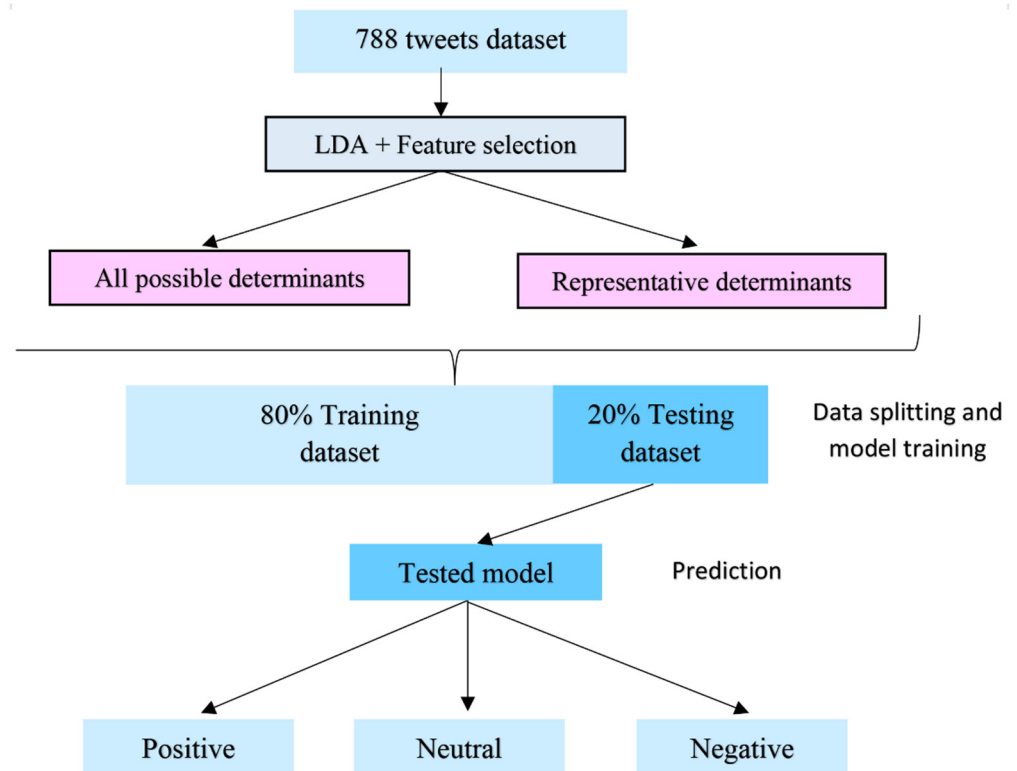 788 tweets dataset
LDA + Feature selection
All possible determinants
Representative determinants
80% Training
dataset
20% Testing
dataset
Data splitting and
model training
Tested model
Prediction
Positive
Neutral
Negative